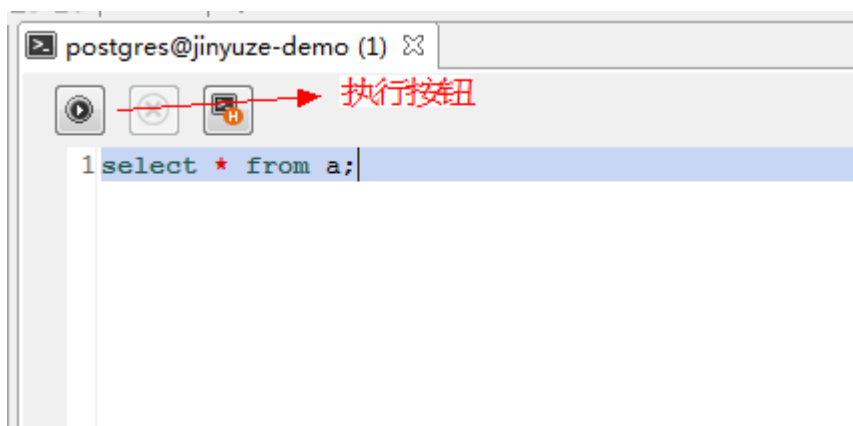 postgres@jinyuze-demo (1)
执行按钮
H
1 select * from a;